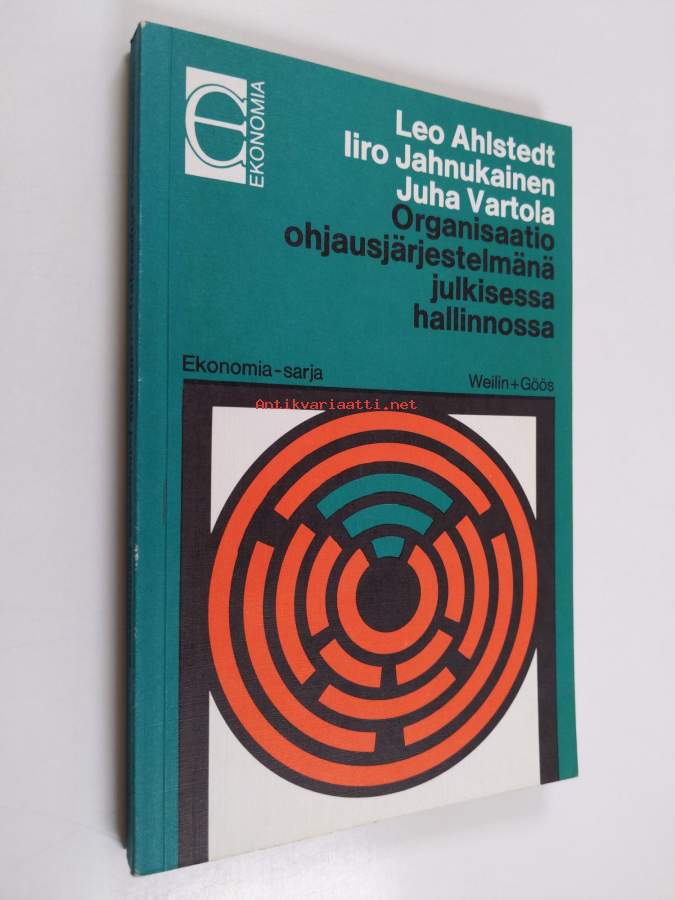 e
EKONOMIA
Leo Ahlstedt
Iiro Jahnukainen
Juha Vartola
Organisaatio
ohjausjärjestelmänä
julkisessa
hallinnossa
Ekonomia-sarja
Weilin+Göös
Antikvariaatti.net